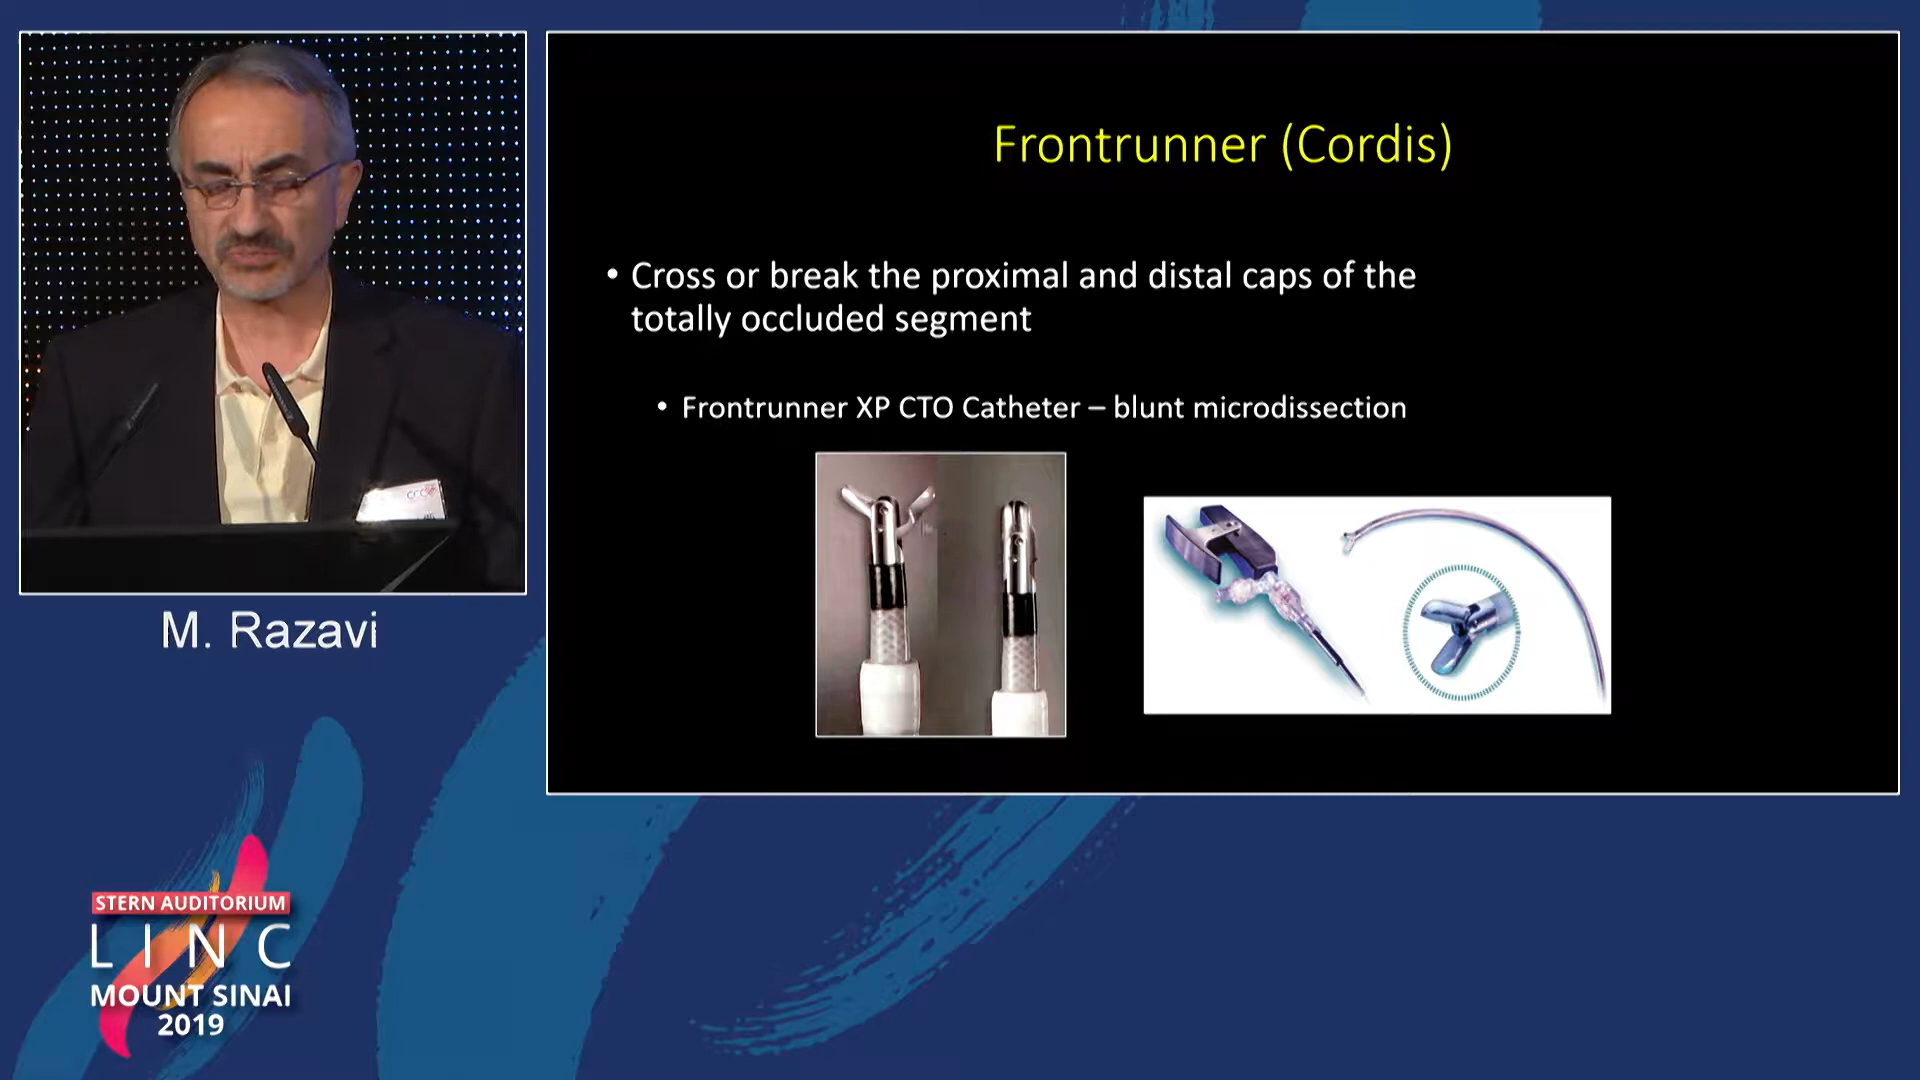 Frontrunner (Cordis)
• Cross or break the proximal and distal caps of the
totally occluded segment
• Frontrunner XP CTO Catheter – blunt microdissection
M. Razavi
STERN AUDITORIUM
LINC
MOUNT SINAI
2019